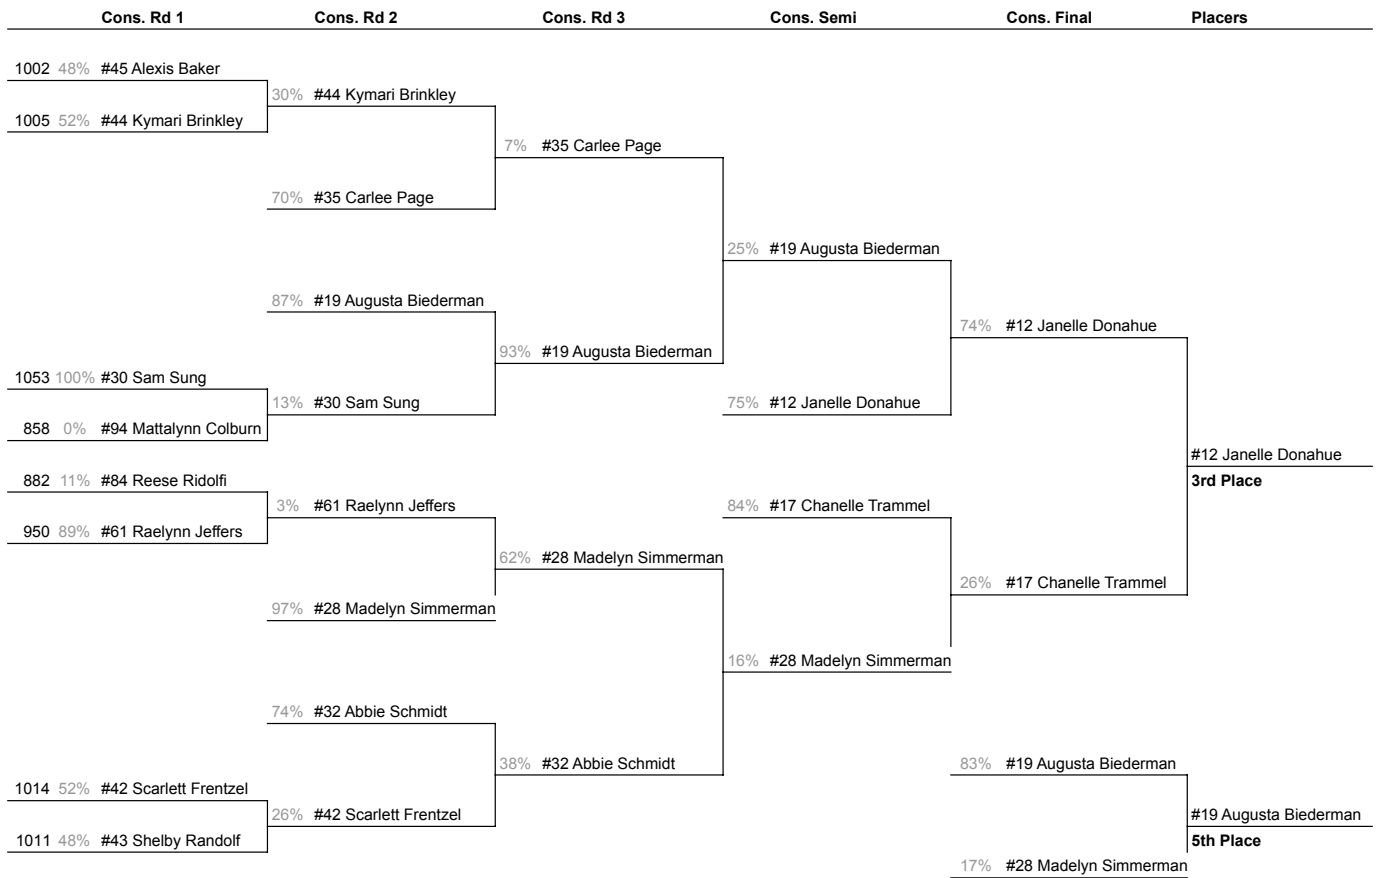 Cons. Rd 1 Cons. Rd 2 Cons. Rd 3 Cons. Semi Cons. Final Placers
1002 48% #45 Alexis Baker
30% #44 Kymari Brinkley
1005 52% #44 Kymari Brinkley
7% #35 Carlee Page
70% #35 Carlee Page
25% #19 Augusta Biederman
87% #19 Augusta Biederman
74% #12 Janelle Donahue
93% #19 Augusta Biederman
1053 100% #30 Sam Sung
13% #30 Sam Sung
75% #12 Janelle Donahue
858 0% #94 Mattalynn Colburn
#12 Janelle Donahue
882 11% #84 Reese Ridolfi
3rd Place
3% #61 Raelynn Jeffers
84% #17 Chanelle Trammel
950 89% #61 Raelynn Jeffers
62% #28 Madelyn Simmerman
26% #17 Chanelle Trammel
97% #28 Madelyn Simmerman
16% #28 Madelyn Simmerman
74% #32 Abbie Schmidt
38% #32 Abbie Schmidt
83% #19 Augusta Biederman
1014 52% #42 Scarlett Frentzel
26% #42 Scarlett Frentzel
#19 Augusta Biederman
1011 48% #43 Shelby Randolf
5th Place
17% #28 Madelyn Simmerman